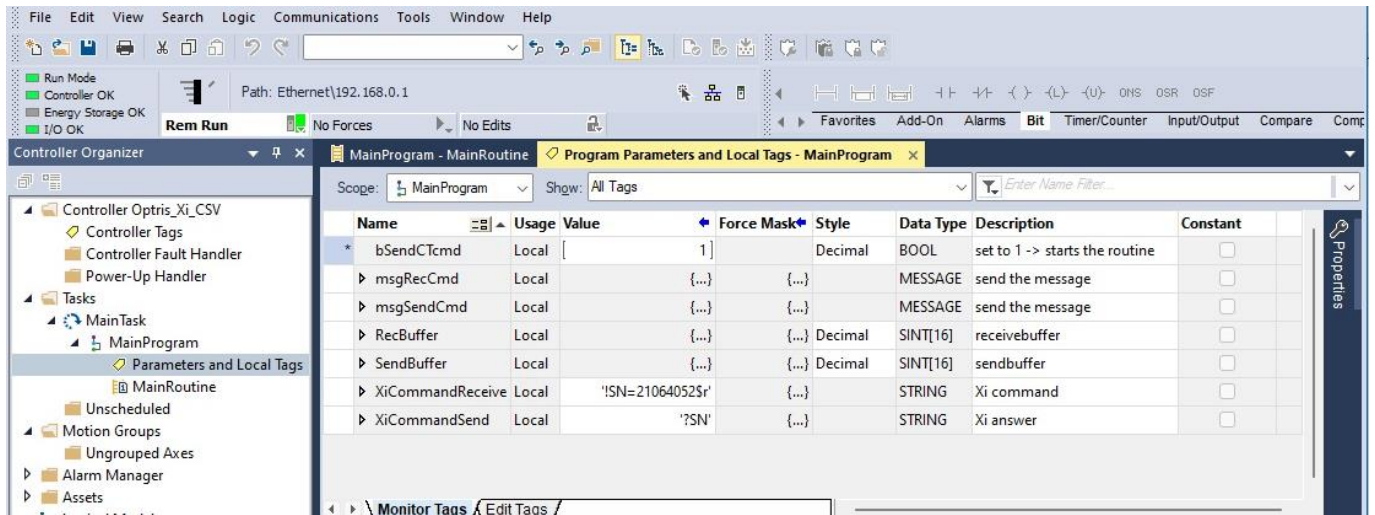 File Edit View Search Logic Communications Tools Window Help
Run Mode
Controller OK
Energy Storage OK
I/O OK
Path: Ethernet\192.168.0.1
Rem Run
No Forces
No Edits
ONS OSR OSF
Favorites Add-On Alarms Bit Timer/Counter Input/Output Compare
Controller Organizer
Controller Optris_Xi_CSV
Controller Tags
Controller Fault Handler
Power-Up Handler
Tasks
MainTask
MainProgram
Parameters and Local Tags
MainRoutine
Unscheduled
Motion Groups
Ungrouped Axes
Alarm Manager
Assets
MainProgram - MainRoutine
Program Parameters and Local Tags - MainProgram
Scope: MainProgram Show: All Tags Enter Name Filter...
Name Usage Value Force Mask Style Data Type Description Constant
bSendCTcmd Local 1 Decimal BOOL set to 1 -> starts the routine
msgRecCmd Local {...} {...} MESSAGE send the message
msgSendCmd Local {...} {...} MESSAGE send the message
RecBuffer Local {...} {...} Decimal SINT[16] receivebuffer
SendBuffer Local {...} {...} Decimal SINT[16] sendbuffer
XiCommandReceive Local '!SN=21064052$r' {...} STRING Xi command
XiCommandSend Local '?SN' {...} STRING Xi answer
Monitor Tags Edit Tags
Properties